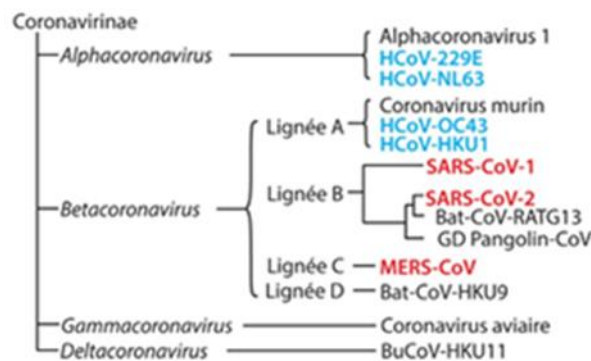 Coronavirinae
Alphacoronavirus
Alphacoronavirus 1
HCoV-229E
HCoV-NL63
Betacoronavirus
Lignée A
Coronavirus murin
HCoV-OC43
HCoV-HKU1
Lignée B
SARS-CoV-1
SARS-CoV-2
Bat-CoV-RATG13
GD Pangolin-CoV
Lignée C
MERS-CoV
Lignée D
Bat-CoV-HKU9
Gammacoronavirus
Coronavirus aviaire
Deltacoronavirus
BuCoV-HKU11